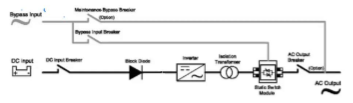 Maintenance Bypass Breaker
(Option)
Bypass Input
Bypass Input Breaker
DC Input
DC Input Breaker
Block Diode
Inverter
Isolation
Transformer
Static Switch
Module
AC Output
Breaker
(Option)
AC Output